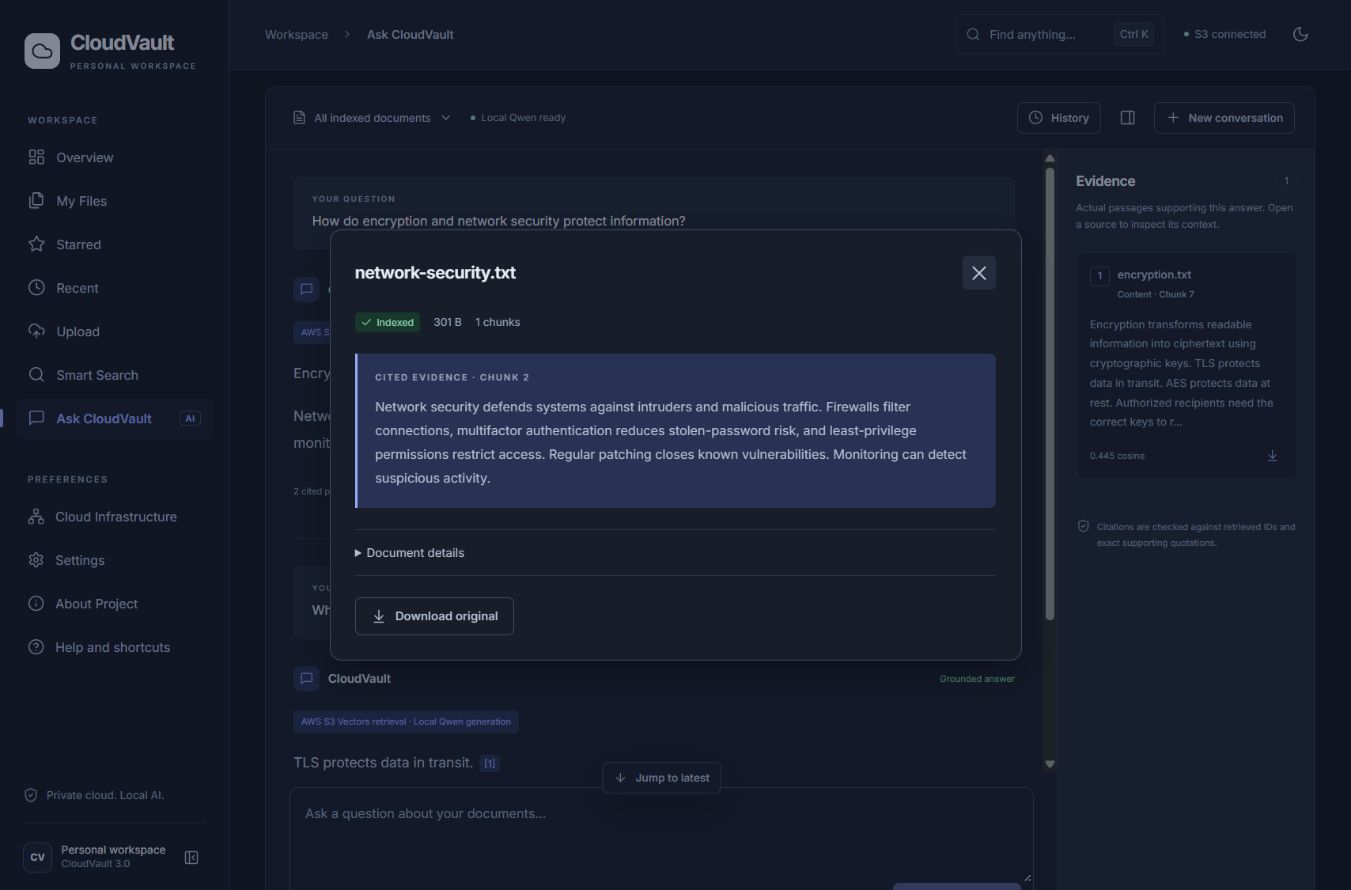 CloudVault
PERSONAL WORKSPACE
WORKSPACE
Overview
My Files
Starred
Recent
Upload
Smart Search
Ask CloudVault AI
PREFERENCES
Cloud Infrastructure
Settings
About Project
Help and shortcuts
Private cloud. Local AI.
CV
Personal workspace
CloudVault 3.0
Workspace > Ask CloudVault
Find anything... Ctrl K
S3 connected
All indexed documents
Local Qwen ready
History
New conversation
YOUR QUESTION
How do encryption and network security protect information?
AWS S
Encry
Netwo
monit
2 cited p
network-security.txt
Indexed 301 B 1 chunks
CITED EVIDENCE · CHUNK 2
Network security defends systems against intruders and malicious traffic. Firewalls filter
connections, multifactor authentication reduces stolen-password risk, and least-privilege
permissions restrict access. Regular patching closes known vulnerabilities. Monitoring can detect
suspicious activity.
Document details
Download original
YOU
Wh
CloudVault
Grounded answer
AWS S3 Vectors retrieval · Local Qwen generation
TLS protects data in transit. [1]
Jump to latest
Ask a question about your documents...
Evidence 1
Actual passages supporting this answer. Open
a source to inspect its context.
1 encryption.txt
Content · Chunk 7
Encryption transforms readable
information into ciphertext using
cryptographic keys. TLS protects
data in transit. AES protects data at
rest. Authorized recipients need the
correct keys to r...
0.445 cosine
Citations are checked against retrieved IDs and
exact supporting quotations.